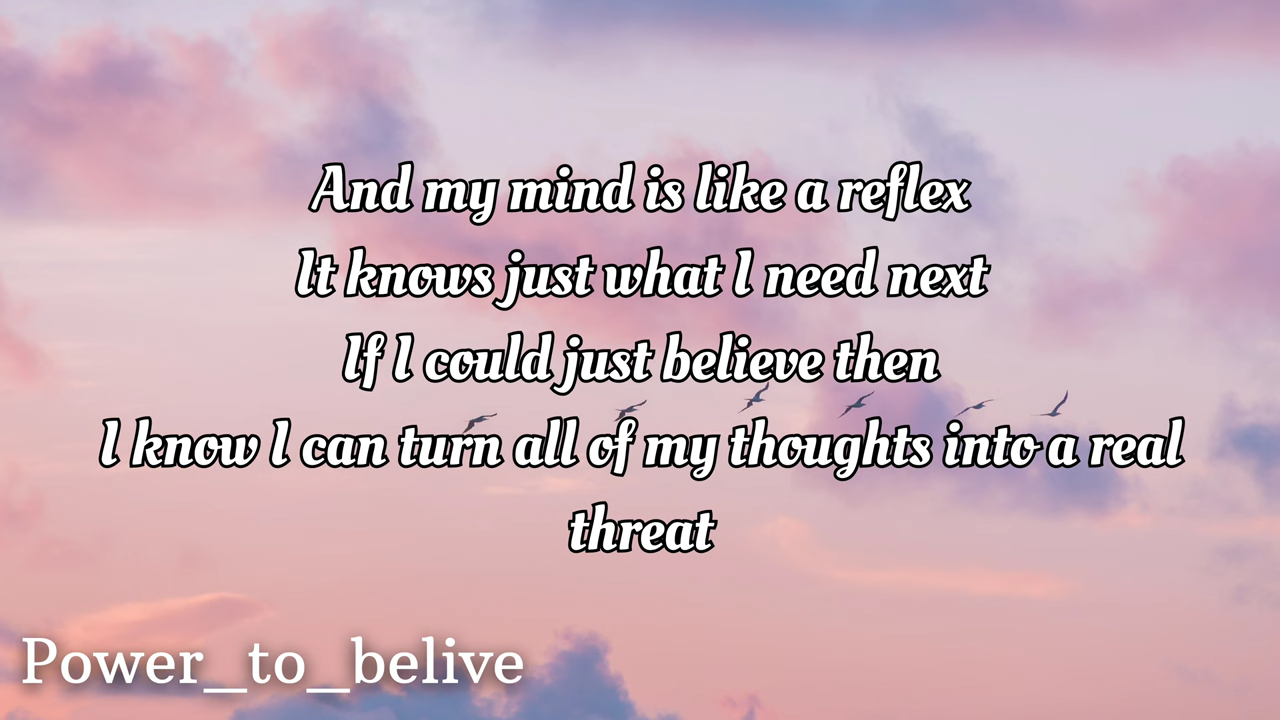 And my mind is like a reflex
It knows just what I need next
If I could just believe then
I know I can turn all of my thoughts into a real
threat
Power_to_belive